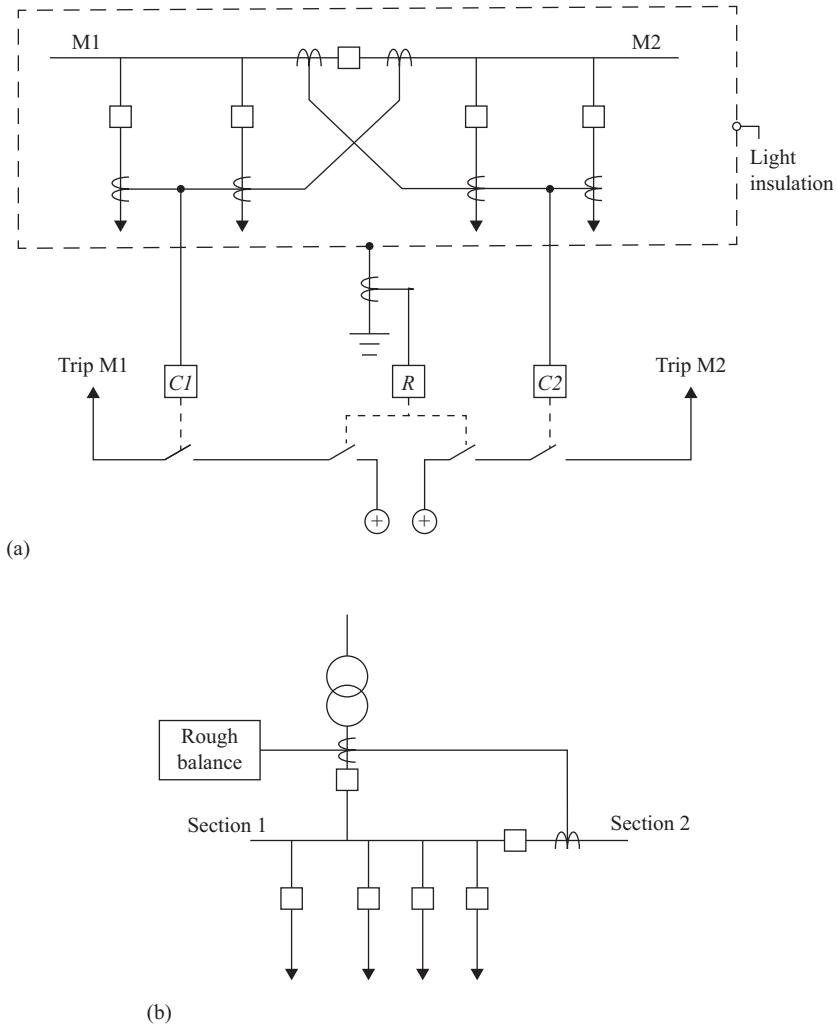 M1 M2
Light
insulation
Trip M1 C1 R C2 Trip M2
+ +
(a)
Rough
balance
Section 1 Section 2
(b)